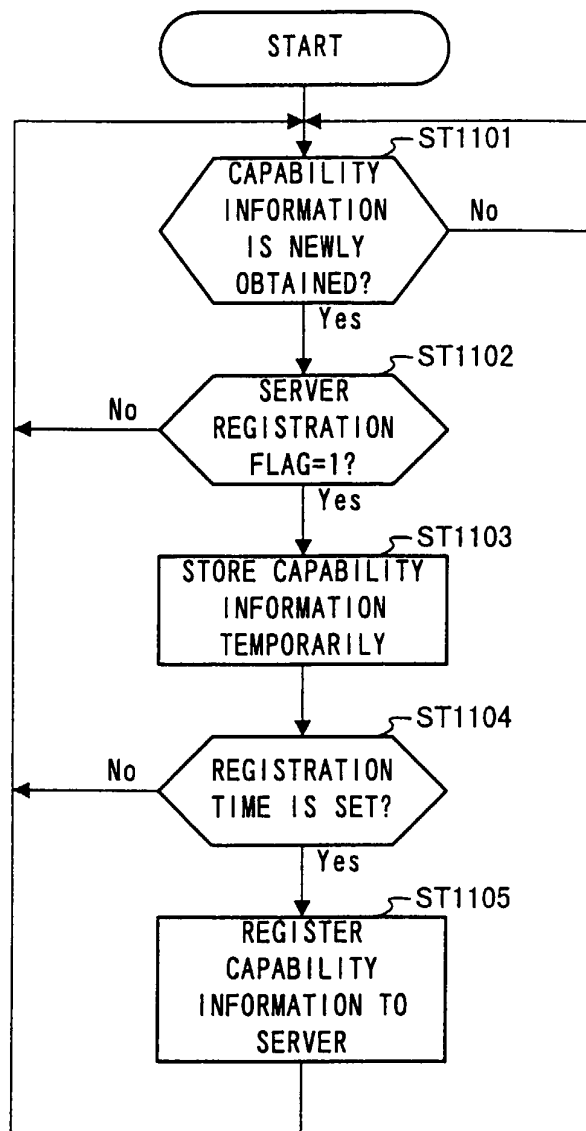 START
ST1101
CAPABILITY
INFORMATION
IS NEWLY
OBTAINED?
No
Yes
ST1102
SERVER
REGISTRATION
FLAG=1?
No
Yes
ST1103
STORE CAPABILITY
INFORMATION
TEMPORARILY
ST1104
REGISTRATION
TIME IS SET?
No
Yes
ST1105
REGISTER
CAPABILITY
INFORMATION TO
SERVER